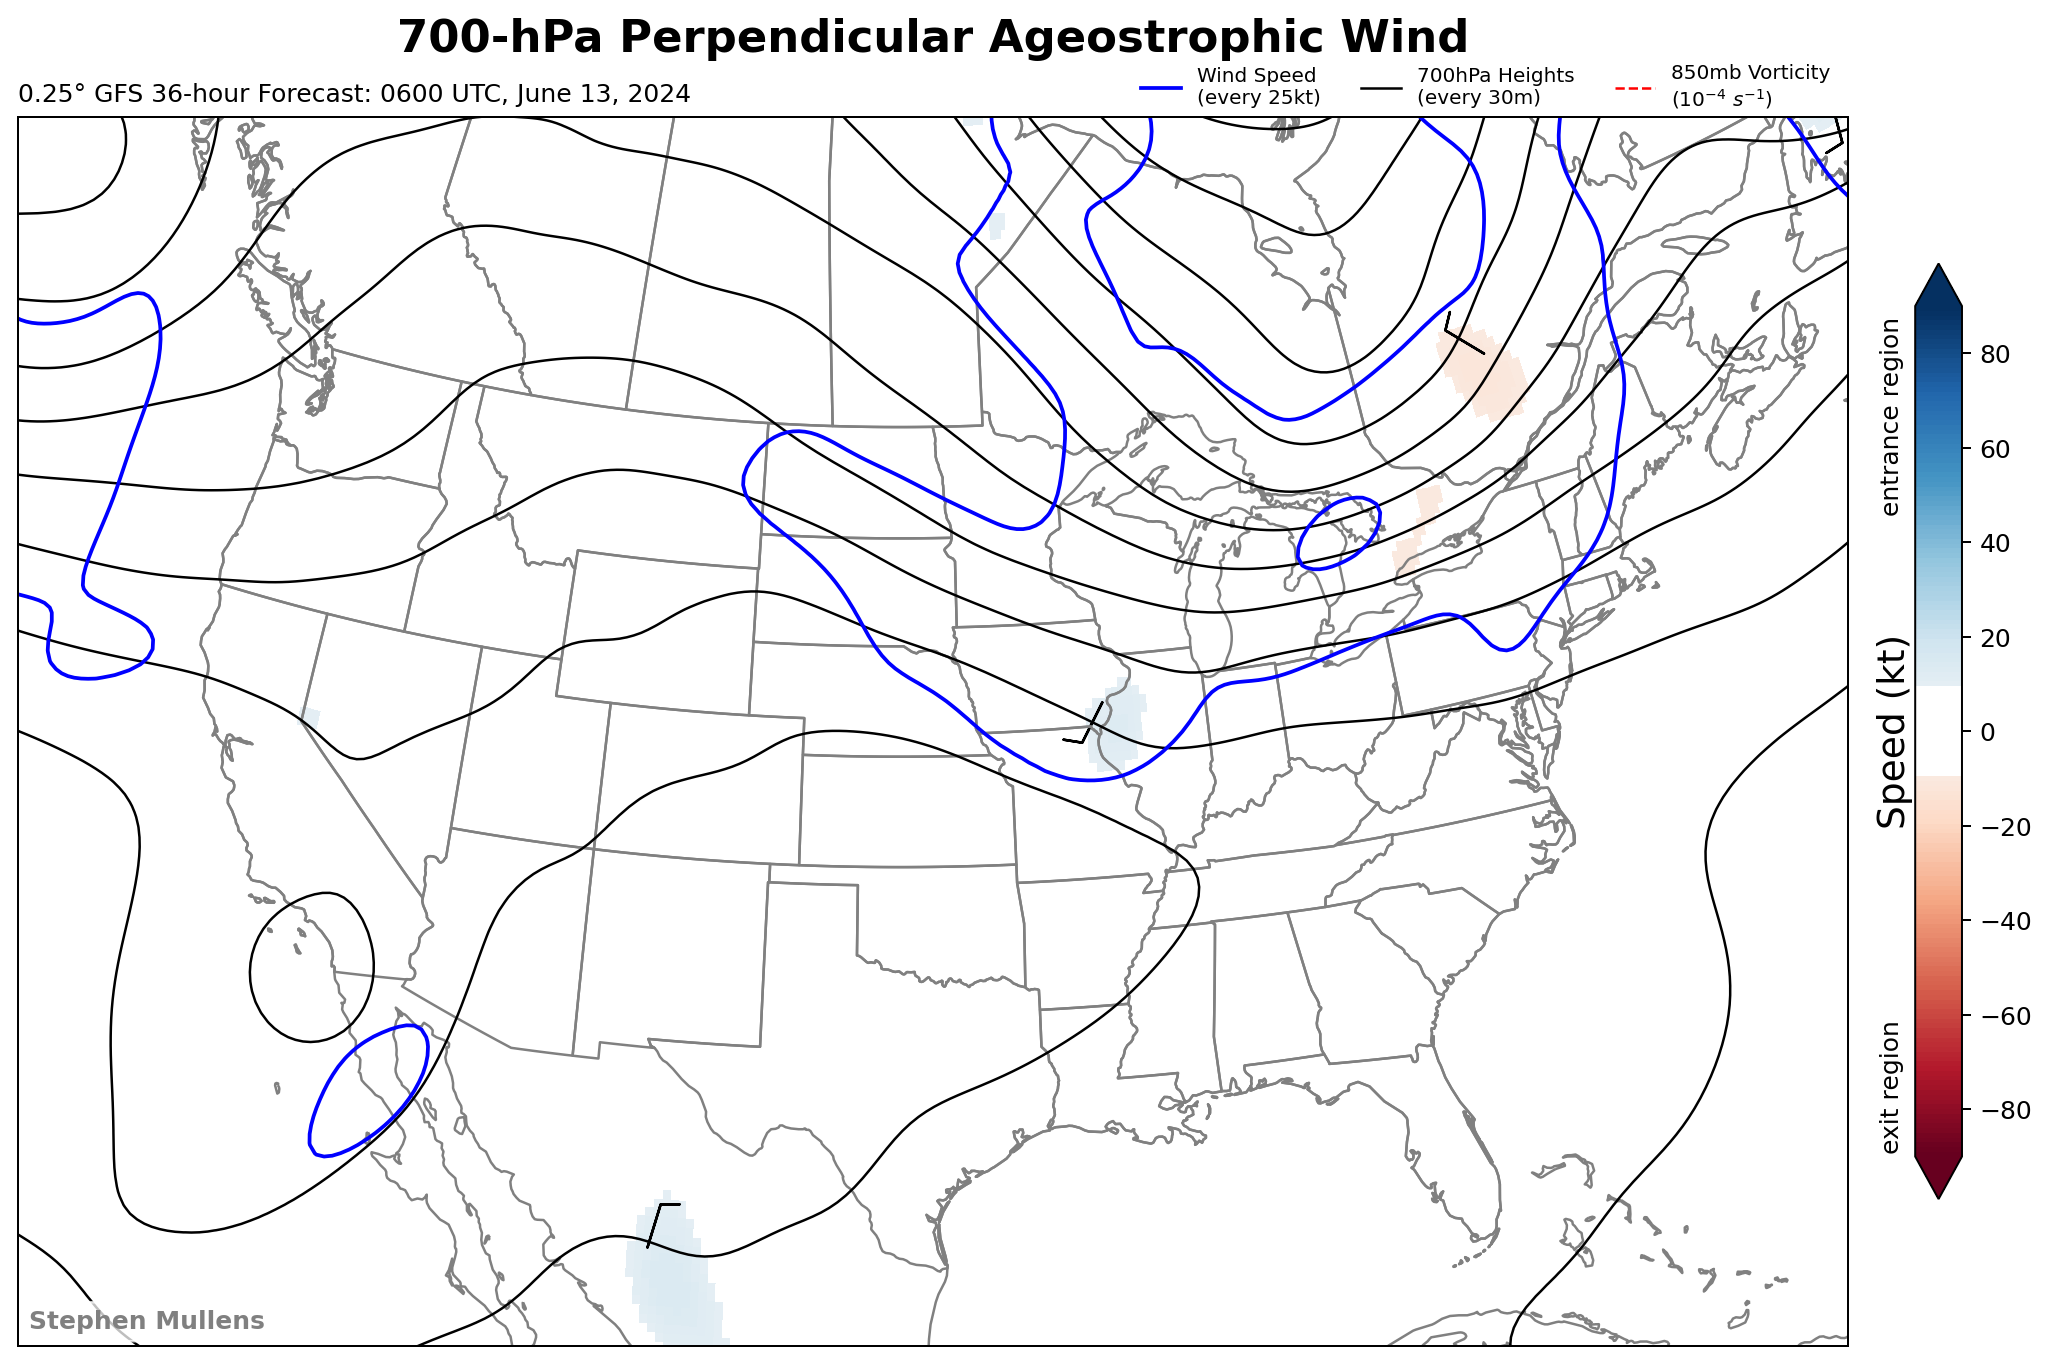 700-hPa Perpendicular Ageostrophic Wind
0.25° GFS 36-hour Forecast: 0600 UTC, June 13, 2024
Wind Speed
(every 25kt)
700hPa Heights
(every 30m)
850mb Vorticity
(10⁻⁴ s⁻¹)
entrance region
Speed (kt)
exit region
80
60
40
20
0
−20
−40
−60
−80
Stephen Mullens